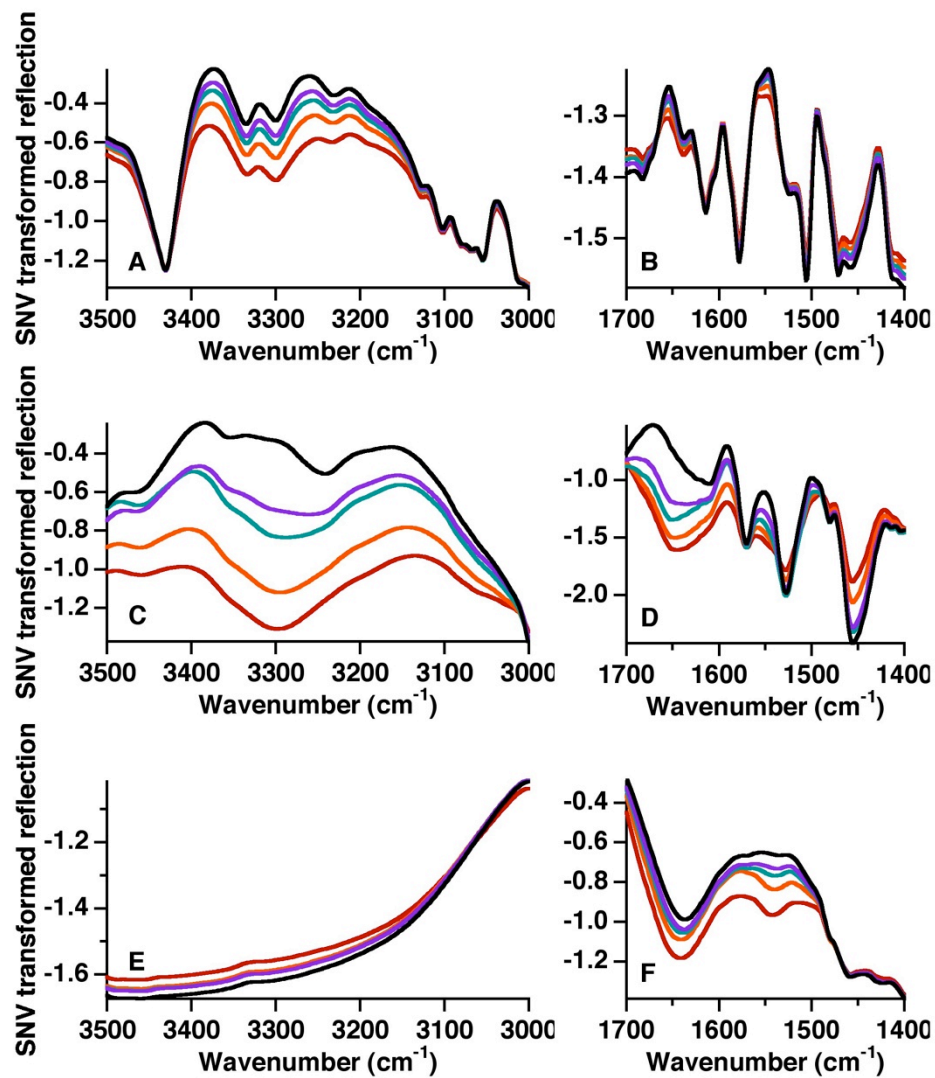 SNV transformed reflection
-0.4
-0.6
-0.8
-1.0
-1.2
A
3500 3400 3300 3200 3100 3000
Wavenumber (cm-1)
-1.3
-1.4
-1.5
B
1700 1600 1500 1400
Wavenumber (cm-1)
SNV transformed reflection
-0.4
-0.6
-0.8
-1.0
-1.2
C
3500 3400 3300 3200 3100 3000
Wavenumber (cm-1)
-1.0
-1.5
-2.0
D
1700 1600 1500 1400
Wavenumber (cm-1)
SNV transformed reflection
-1.2
-1.4
-1.6
E
3500 3400 3300 3200 3100 3000
Wavenumber (cm-1)
-0.4
-0.6
-0.8
-1.0
-1.2
F
1700 1600 1500 1400
Wavenumber (cm-1)